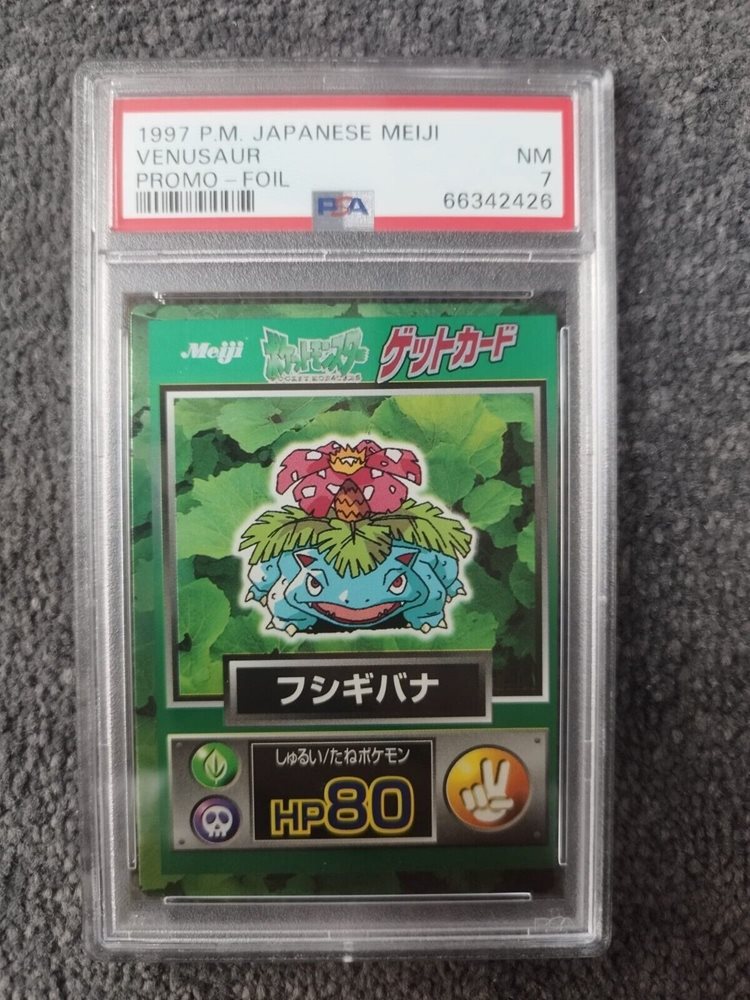 1997 P.M. JAPANESE MEIJI
VENUSAUR NM
PROMO - FOIL 7
PSA 66342426
Meiji ポケットモンスター ゲットカード
POCKET MONSTERS
フシギバナ
しゅるい/たねポケモン
HP80